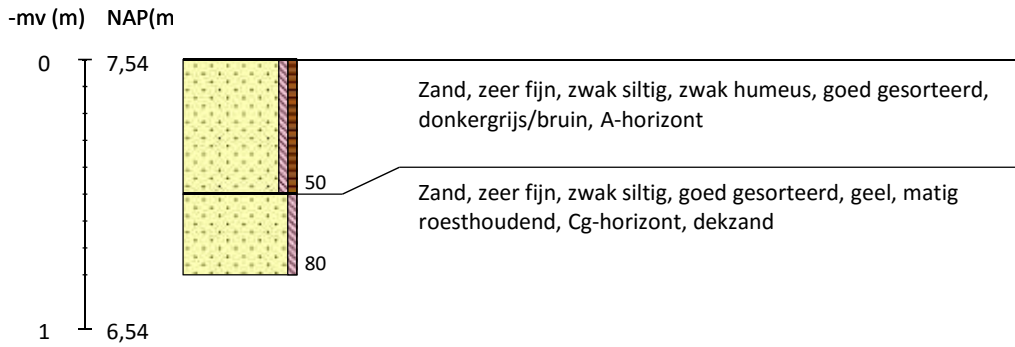 -mv (m) NAP(m
0 7,54
Zand, zeer fijn, zwak siltig, zwak humeus, goed gesorteerd,
donkergrijs/bruin, A-horizont
50
Zand, zeer fijn, zwak siltig, goed gesorteerd, geel, matig
roesthoudend, Cg-horizont, dekzand
80
1 6,54